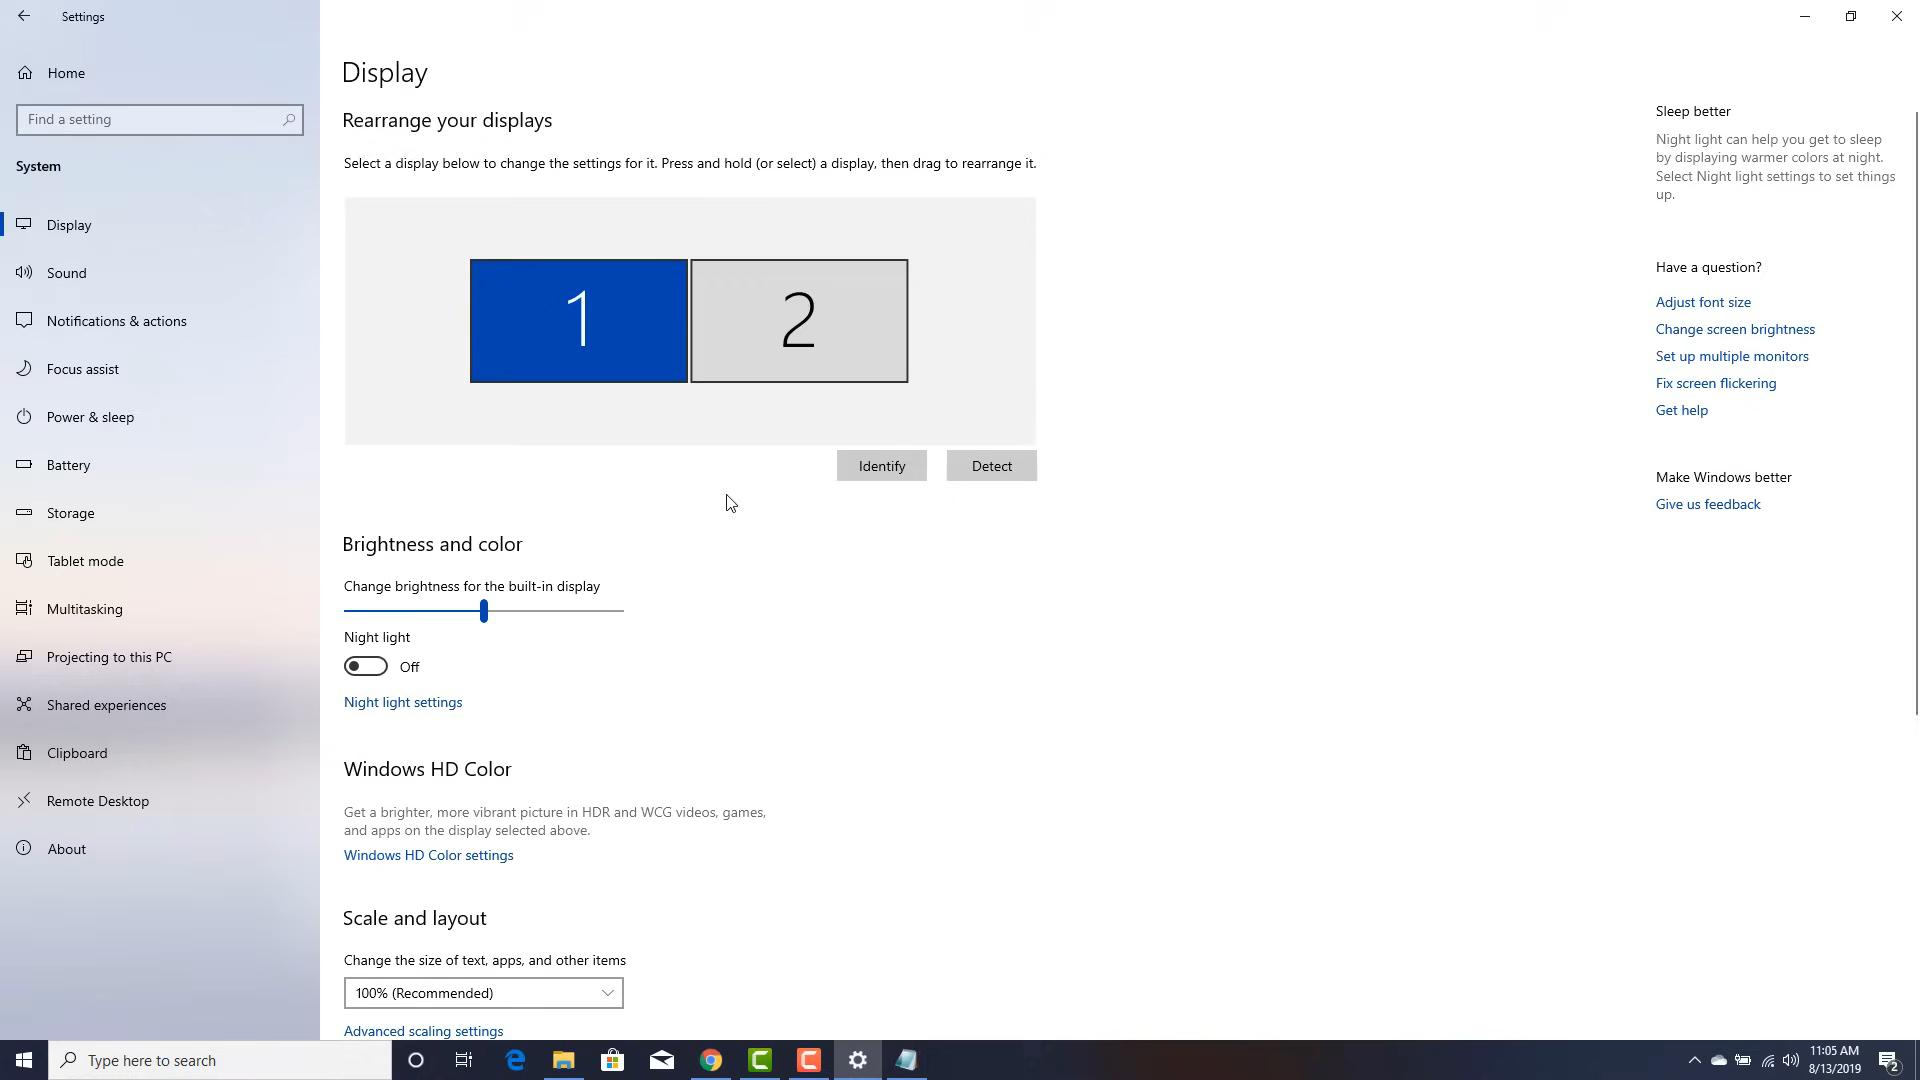 Settings
Home
Find a setting
System
Display
Sound
Notifications & actions
Focus assist
Power & sleep
Battery
Storage
Tablet mode
Multitasking
Projecting to this PC
Shared experiences
Clipboard
Remote Desktop
About
Display
Rearrange your displays
Select a display below to change the settings for it. Press and hold (or select) a display, then drag to rearrange it.
1
2
Identify
Detect
Brightness and color
Change brightness for the built-in display
Night light
Off
Night light settings
Windows HD Color
Get a brighter, more vibrant picture in HDR and WCG videos, games,
and apps on the display selected above.
Windows HD Color settings
Scale and layout
Change the size of text, apps, and other items
100% (Recommended)
Advanced scaling settings
Sleep better
Night light can help you get to sleep
by displaying warmer colors at night.
Select Night light settings to set things
up.
Have a question?
Adjust font size
Change screen brightness
Set up multiple monitors
Fix screen flickering
Get help
Make Windows better
Give us feedback
Type here to search
11:05 AM
8/13/2019
2